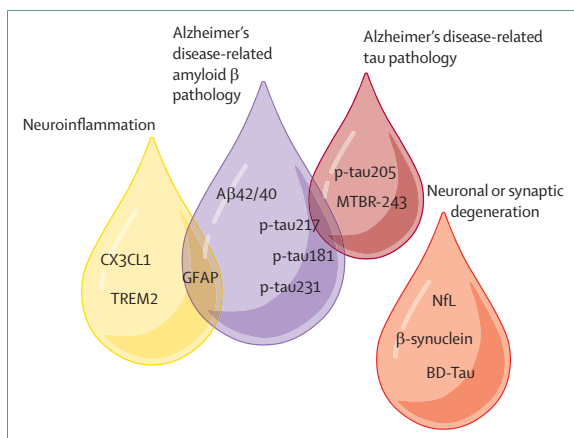 Alzheimer's
disease-related
amyloid β
pathology
Alzheimer's disease-related
tau pathology
Neuroinflammation
Neuronal or synaptic
degeneration
CX3CL1
TREM2
GFAP
Aβ42/40
p-tau217
p-tau181
p-tau231
p-tau205
MTBR-243
NfL
β-synuclein
BD-Tau